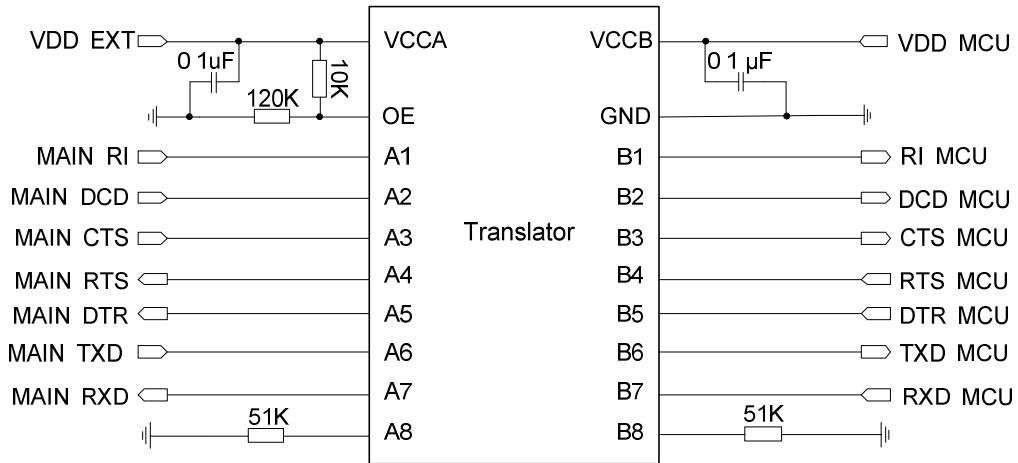 VDD EXT VCCA VCCB VDD MCU
0 1uF 10K 0 1 µF
120K OE GND
MAIN RI A1 B1 RI MCU
MAIN DCD A2 B2 DCD MCU
MAIN CTS A3 Translator B3 CTS MCU
MAIN RTS A4 B4 RTS MCU
MAIN DTR A5 B5 DTR MCU
MAIN TXD A6 B6 TXD MCU
MAIN RXD A7 B7 RXD MCU
51K A8 B8 51K